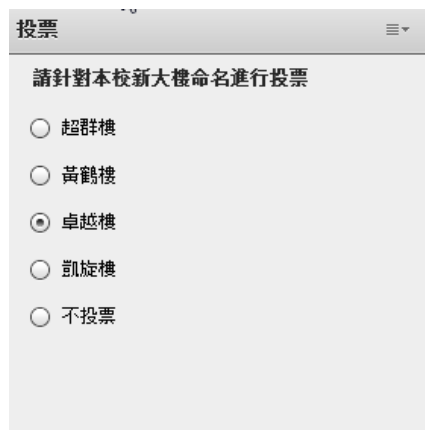 投票
請針對本校新大樓命名進行投票
超群樓
黃鶴樓
卓越樓
凱旋樓
不投票